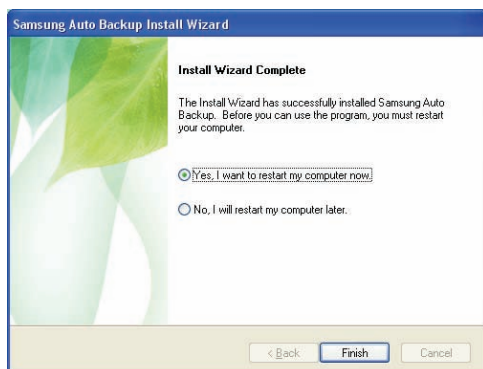 Samsung Auto Backup Install Wizard
Install Wizard Complete
The Install Wizard has successfully installed Samsung Auto
Backup. Before you can use the program, you must restart
your computer.
Yes, I want to restart my computer now.
No, I will restart my computer later.
< Back Finish Cancel